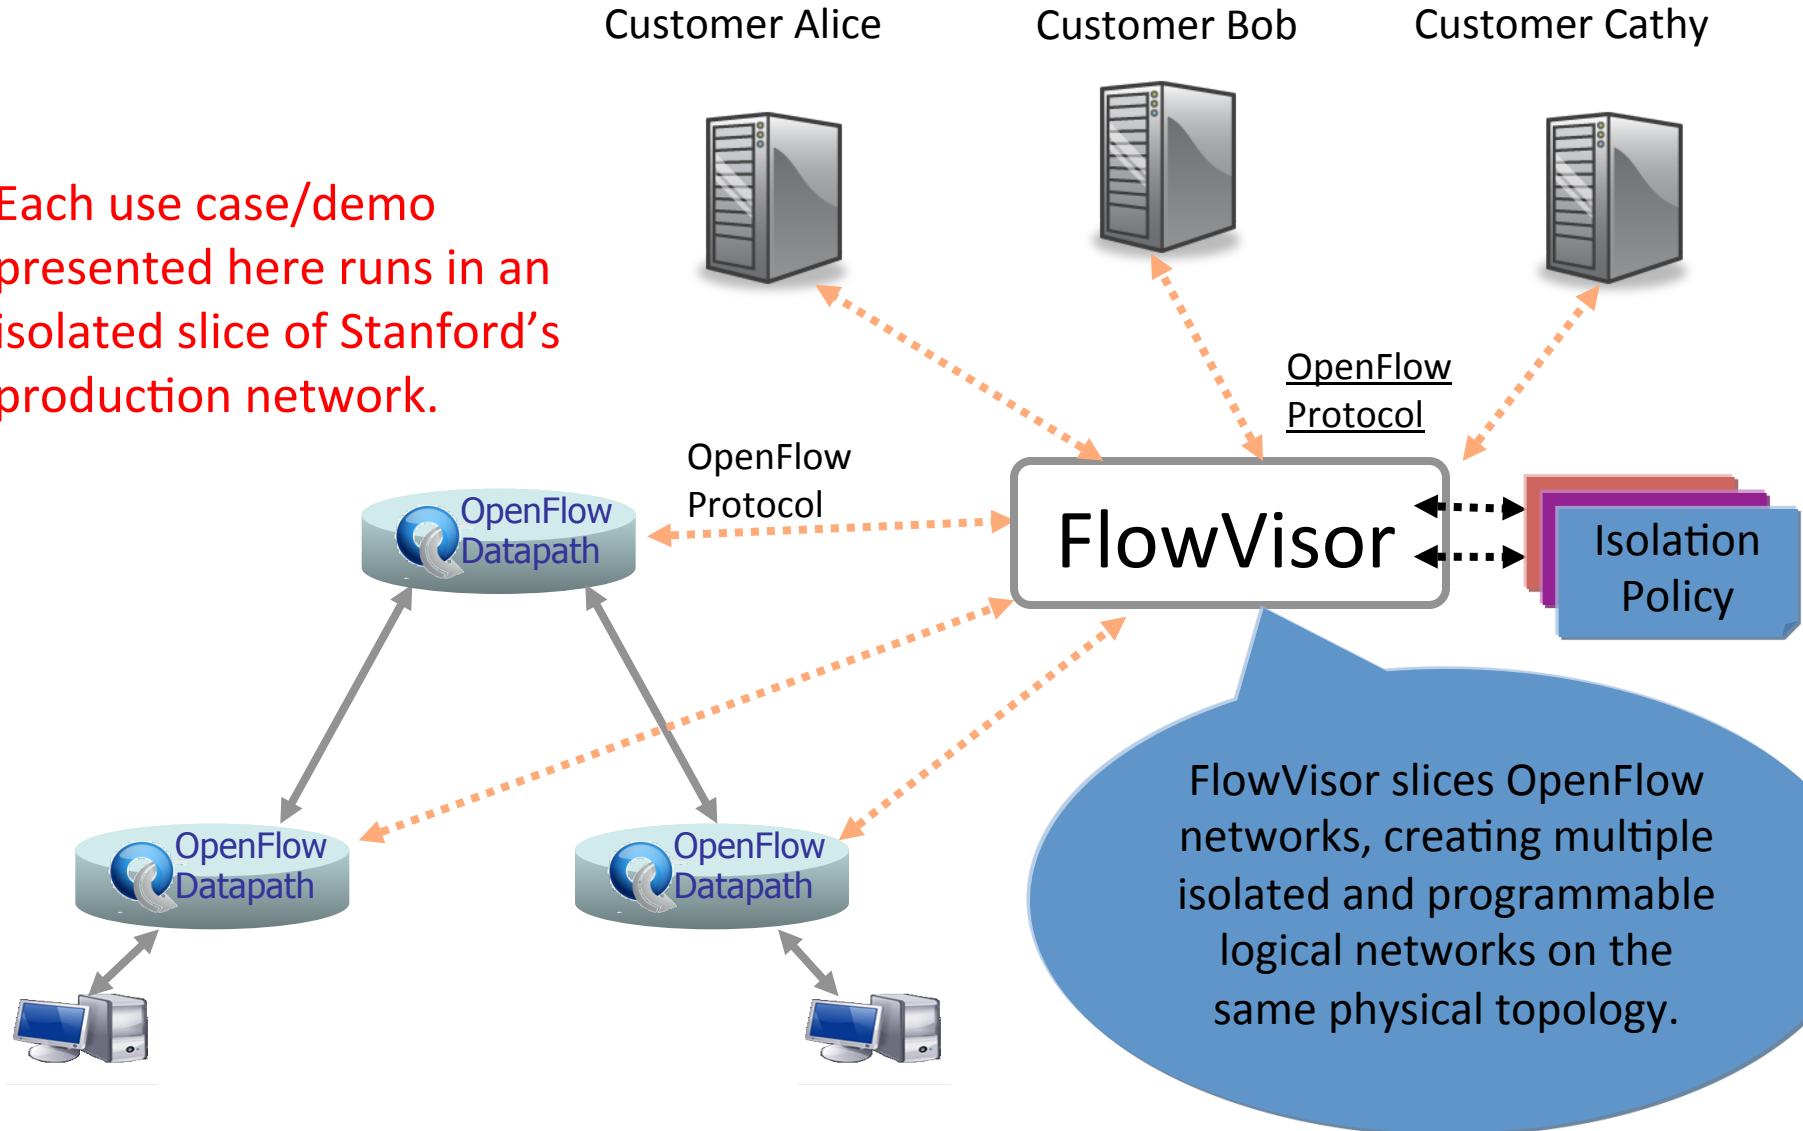 Customer Alice
Customer Bob
Customer Cathy
Each use case/demo
presented here runs in an
isolated slice of Stanford’s
production network.
OpenFlow
Protocol
OpenFlow
Protocol
OpenFlow
Datapath
FlowVisor
Isolation
Policy
OpenFlow
Datapath
OpenFlow
Datapath
FlowVisor slices OpenFlow
networks, creating multiple
isolated and programmable
logical networks on the
same physical topology.